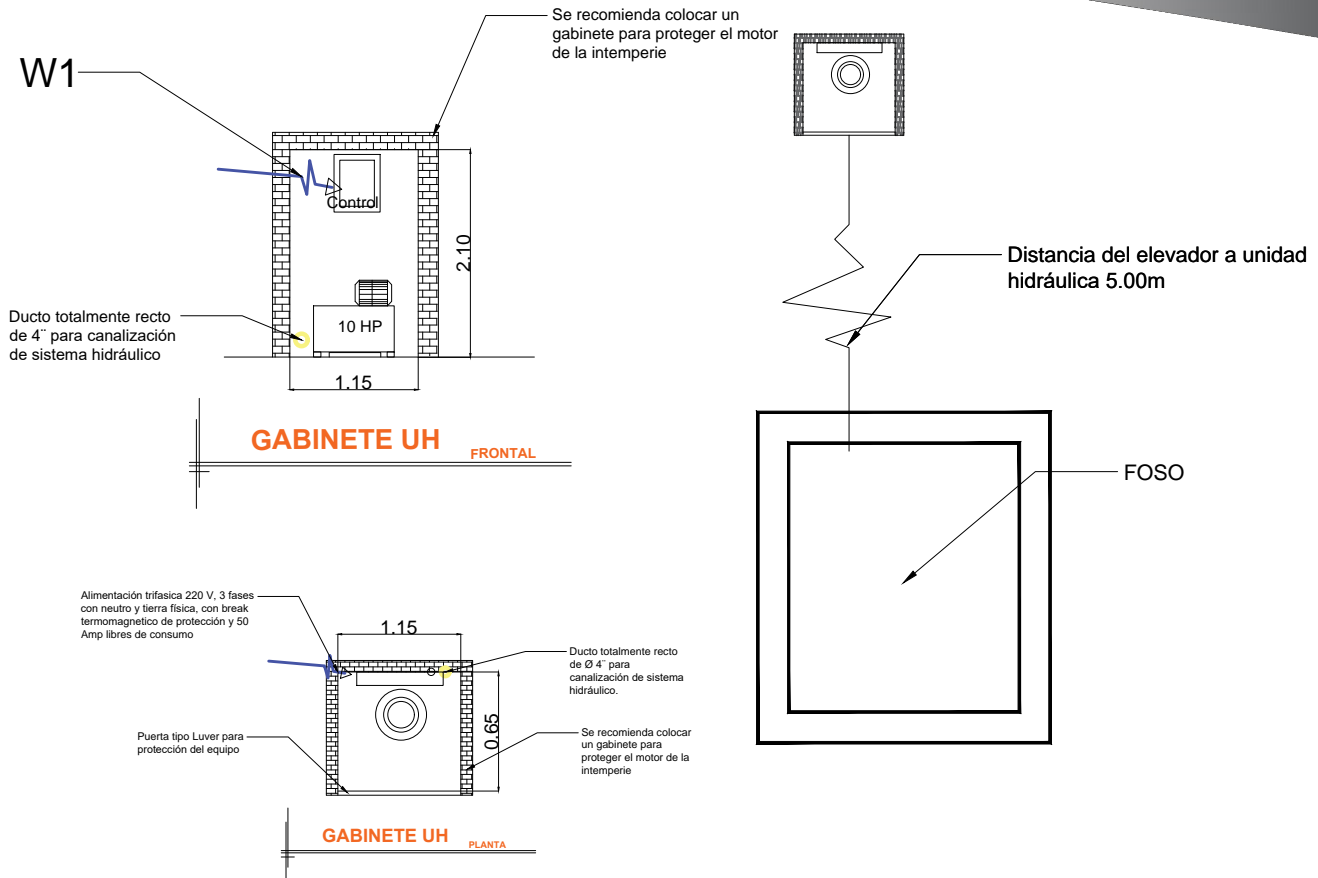 Se recomienda colocar un
gabinete para proteger el motor
de la intemperie
W1
Control
2.10
Ducto totalmente recto
de 4¨ para canalización
de sistema hidráulico
10 HP
1.15
GABINETE UH
FRONTAL
Distancia del elevador a unidad
hidráulica 5.00m
FOSO
Alimentación trifasica 220 V, 3 fases
con neutro y tierra física, con break
termomagnetico de protección y 50
Amp libres de consumo
1.15
Ducto totalmente recto
de Ø 4¨ para
canalización de sistema
hidráulico.
0.65
Puerta tipo Luver para
protección del equipo
Se recomienda colocar
un gabinete para
proteger el motor de la
intemperie
GABINETE UH
PLANTA